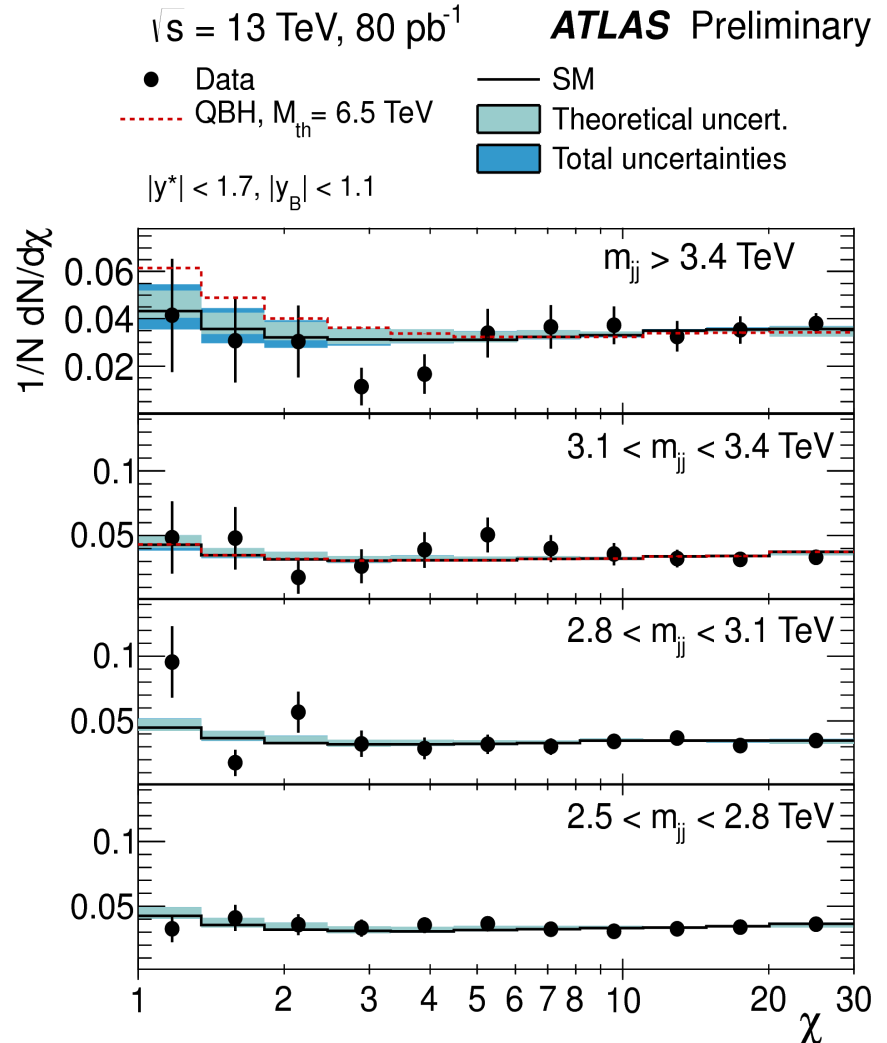 √s = 13 TeV, 80 pb⁻¹ ATLAS Preliminary
Data SM
QBH, M_th = 6.5 TeV Theoretical uncert.
Total uncertainties
|y*| < 1.7, |y_B| < 1.1
1/N dN/dχ
m_jj > 3.4 TeV
0.06
0.04
0.02
3.1 < m_jj < 3.4 TeV
0.1
0.05
2.8 < m_jj < 3.1 TeV
0.1
0.05
2.5 < m_jj < 2.8 TeV
0.1
0.05
1 2 3 4 5 6 7 8 10 20 30
χ